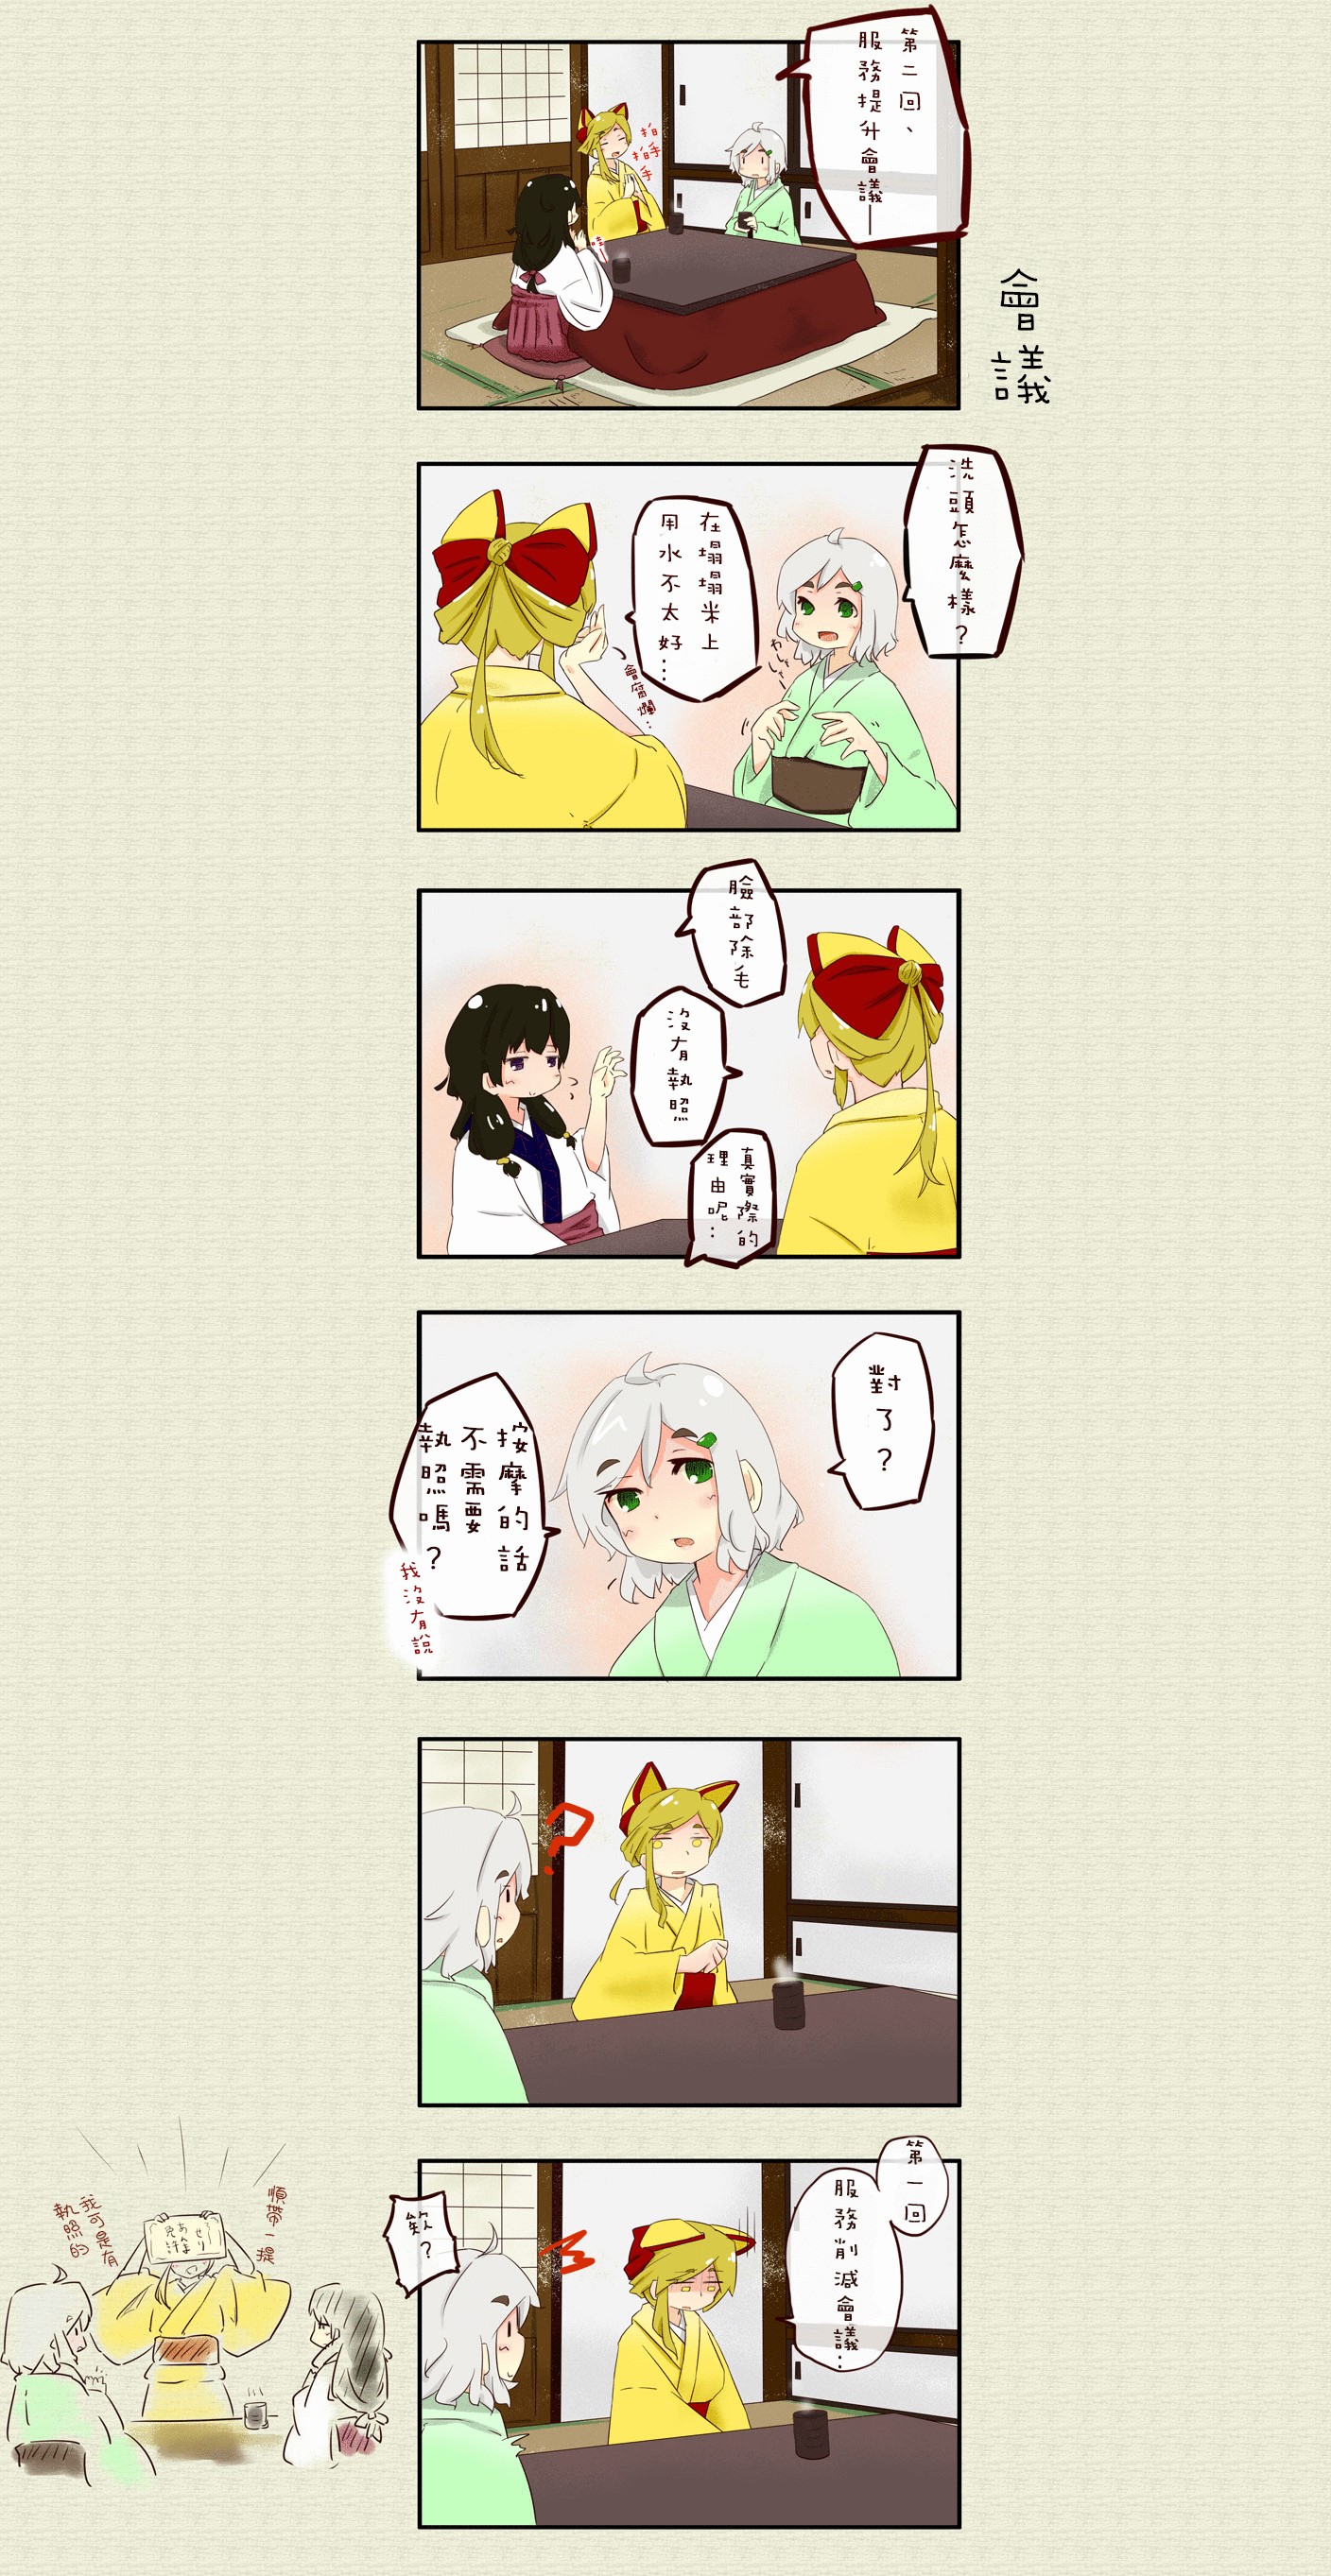 會議
第二回、
服務提升會議—
拍拍手手
洗頭怎麼樣？
わしゃ
在塌塌米上
用水不太好…
會腐爛…
臉部除毛
沒有執照
真實際的
理由呢…
對了？
按摩的話
不需要
執照嗎？
我沒有說
？
第一回
服務削減會議…
欸？
順帶一提
我可是有
執照的